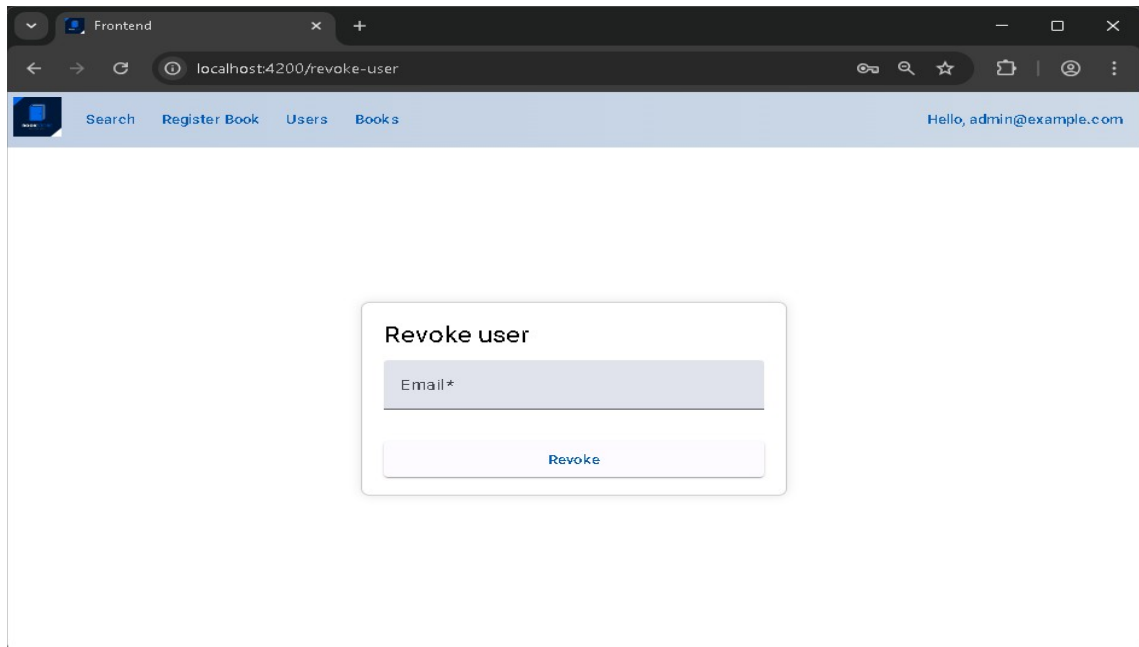 Frontend
localhost:4200/revoke-user
Search Register Book Users Books Hello, admin@example.com
Revoke user
Email*
Revoke